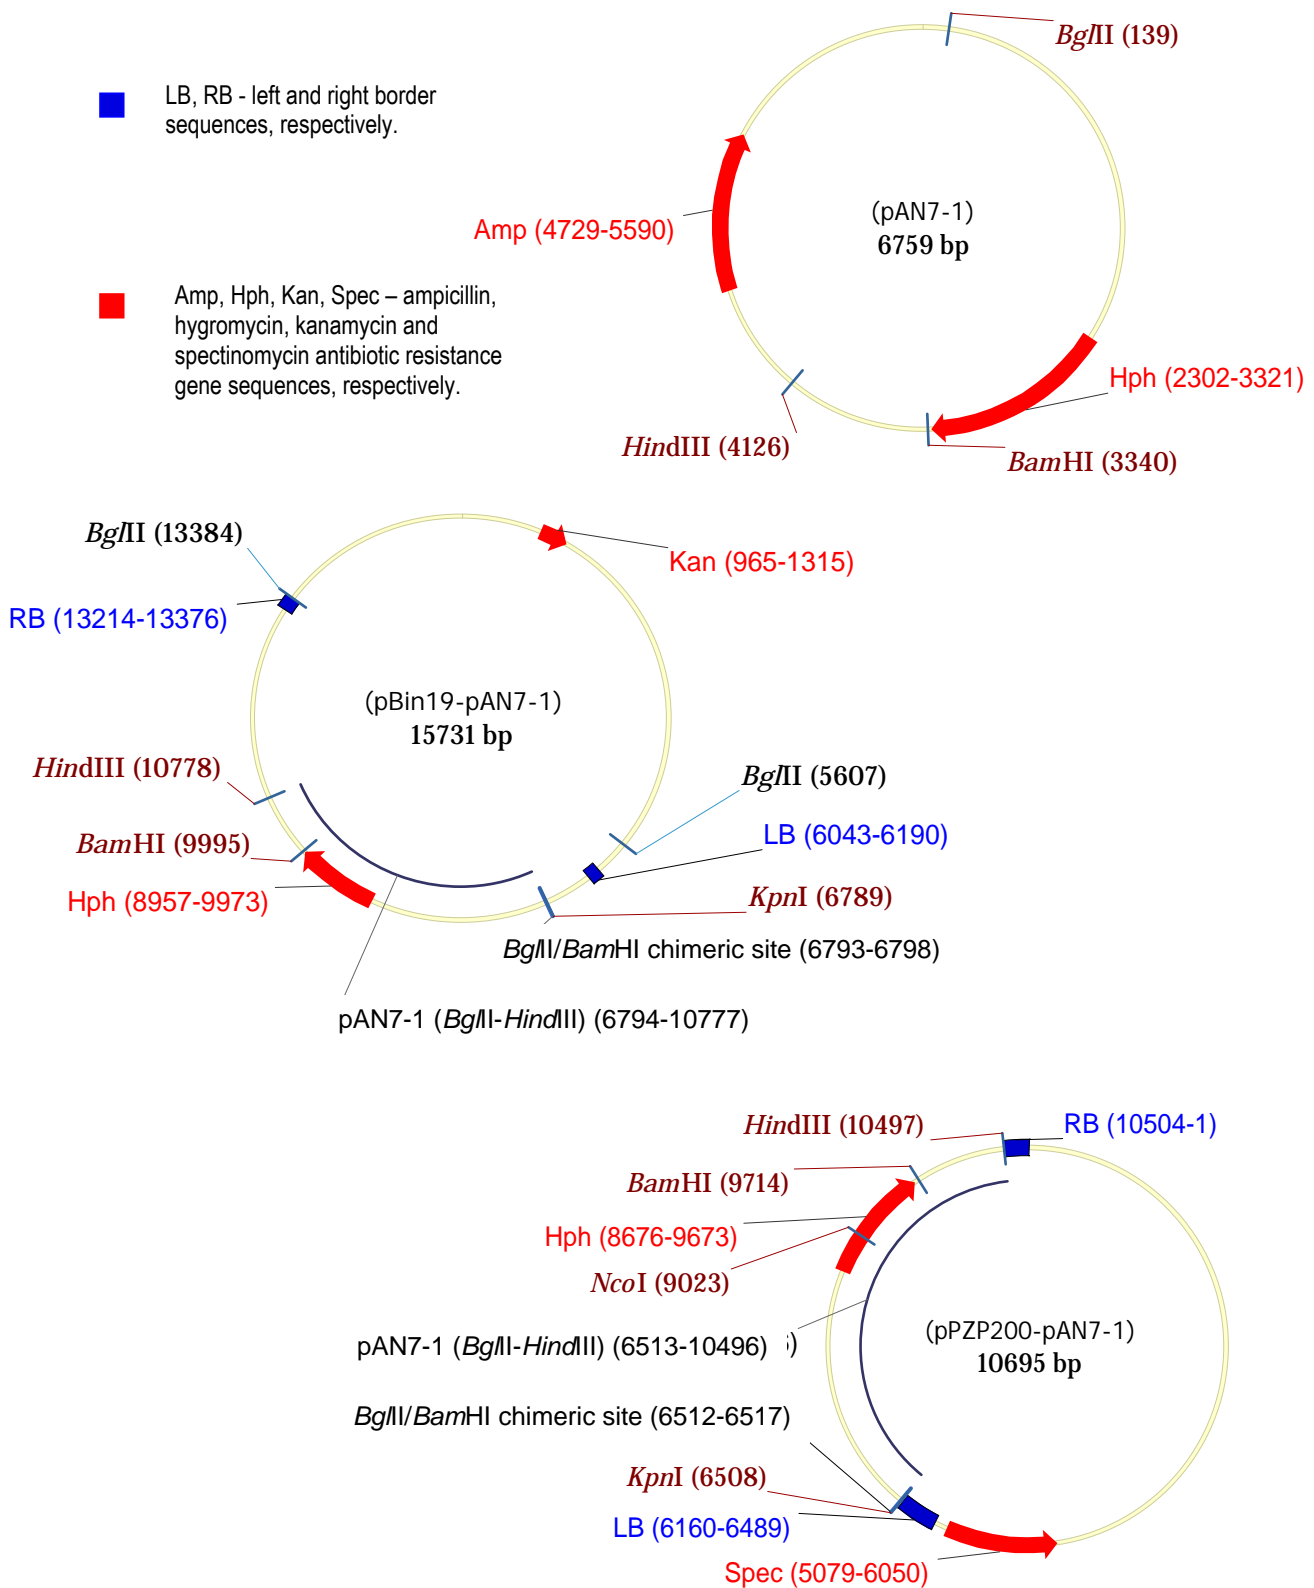 BglII (139)
LB, RB - left and right border
sequences, respectively.
Amp (4729-5590)
(pAN7-1)
6759 bp
Amp, Hph, Kan, Spec – ampicillin,
hygromycin, kanamycin and
spectinomycin antibiotic resistance
gene sequences, respectively.
Hph (2302-3321)
HindIII (4126)
BamHI (3340)
BglII (13384)
Kan (965-1315)
RB (13214-13376)
(pBin19-pAN7-1)
15731 bp
HindIII (10778)
BglII (5607)
BamHI (9995)
LB (6043-6190)
Hph (8957-9973)
KpnI (6789)
BglII/BamHI chimeric site (6793-6798)
pAN7-1 (BglII-HindIII) (6794-10777)
HindIII (10497)
RB (10504-1)
BamHI (9714)
Hph (8676-9673)
NcoI (9023)
(pPZP200-pAN7-1)
10695 bp
pAN7-1 (BglII-HindIII) (6513-10496)
BglII/BamHI chimeric site (6512-6517)
KpnI (6508)
LB (6160-6489)
Spec (5079-6050)